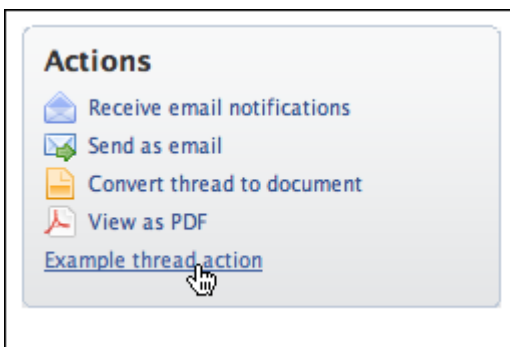 Actions
Receive email notifications
Send as email
Convert thread to document
View as PDF
Example thread action